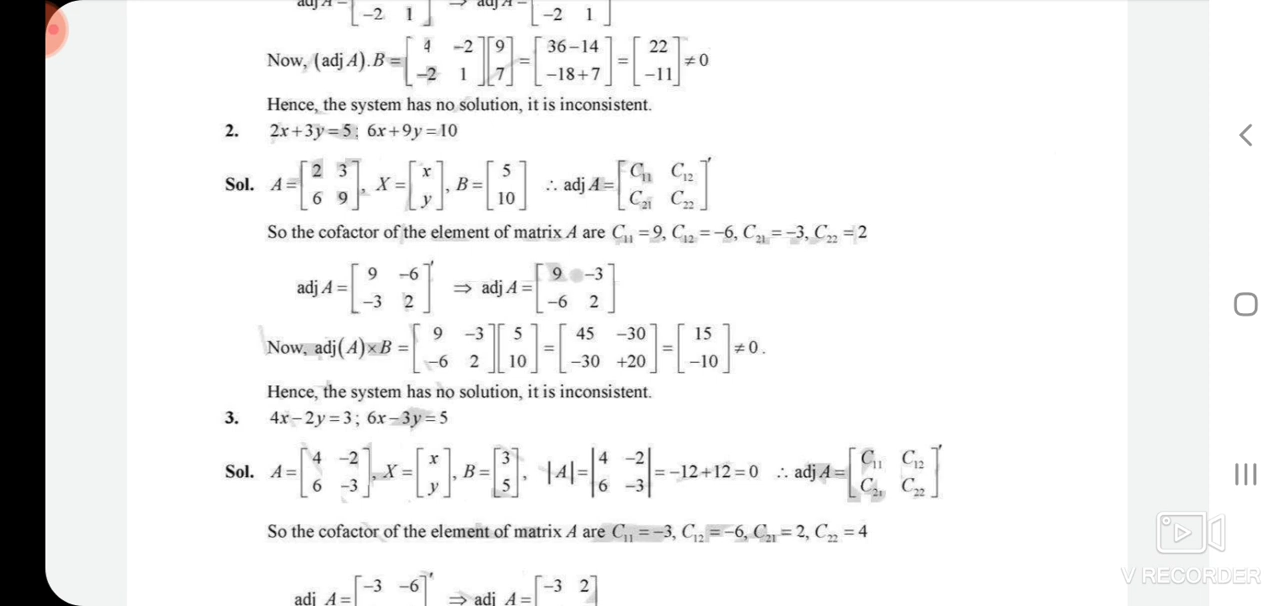 adj A = [ -2 1 ] ⇒ adj A = [ -2 1 ]
Now, (adj A).B = [ 4 -2 ; -2 1 ][ 9 ; 7 ] = [ 36-14 ; -18+7 ] = [ 22 ; -11 ] ≠ 0
Hence, the system has no solution, it is inconsistent.
2. 2x+3y=5; 6x+9y=10
Sol. A = [ 2 3 ; 6 9 ], X = [ x ; y ], B = [ 5 ; 10 ] ∴ adj A = [ C₁₁ C₁₂ ; C₂₁ C₂₂ ]′
So the cofactor of the element of matrix A are C₁₁ = 9, C₁₂ = -6, C₂₁ = -3, C₂₂ = 2
adj A = [ 9 -6 ; -3 2 ]′ ⇒ adj A = [ 9 -3 ; -6 2 ]
Now, adj(A)×B = [ 9 -3 ; -6 2 ][ 5 ; 10 ] = [ 45 -30 ; -30 +20 ] = [ 15 ; -10 ] ≠ 0.
Hence, the system has no solution, it is inconsistent.
3. 4x-2y=3; 6x-3y=5
Sol. A = [ 4 -2 ; 6 -3 ], X = [ x ; y ], B = [ 3 ; 5 ], |A| = | 4 -2 ; 6 -3 | = -12+12 = 0 ∴ adj A = [ C₁₁ C₁₂ ; C₂₁ C₂₂ ]′
So the cofactor of the element of matrix A are C₁₁ = -3, C₁₂ = -6, C₂₁ = 2, C₂₂ = 4
adj A = [ -3 -6 ]′ ⇒ adj A = [ -3 2 ]
V RECORDER